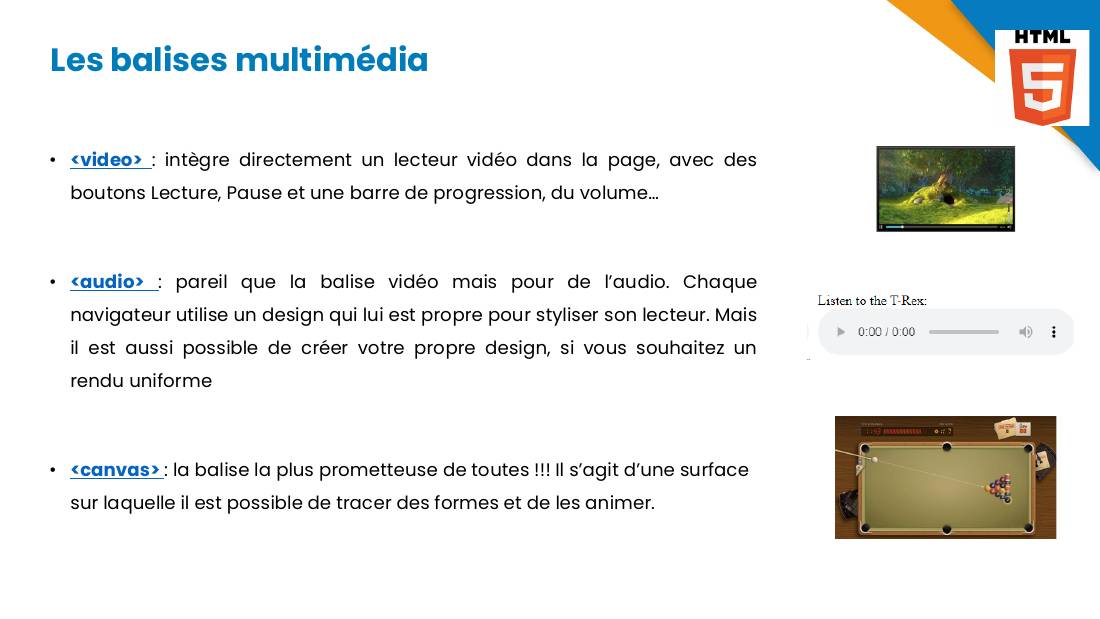 Les balises multimédia
HTML
5
• <video> : intègre directement un lecteur vidéo dans la page, avec des
boutons Lecture, Pause et une barre de progression, du volume…
• <audio> : pareil que la balise vidéo mais pour de l’audio. Chaque
navigateur utilise un design qui lui est propre pour styliser son lecteur. Mais
il est aussi possible de créer votre propre design, si vous souhaitez un
rendu uniforme
Listen to the T-Rex:
0:00 / 0:00
• <canvas> : la balise la plus prometteuse de toutes !!! Il s’agit d’une surface
sur laquelle il est possible de tracer des formes et de les animer.